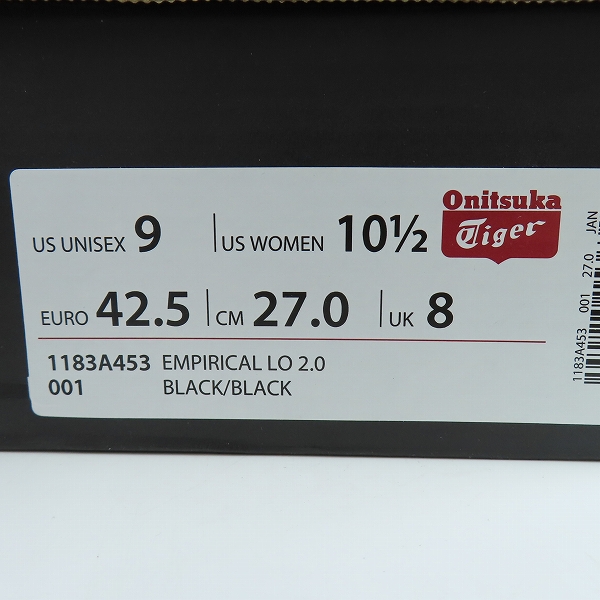 US UNISEX 9 US WOMEN 10½
Onitsuka
Tiger
EURO 42.5 CM 27.0 UK 8
1183A453 EMPIRICAL LO 2.0
001 BLACK/BLACK
1183A453 001 27.0 JAN